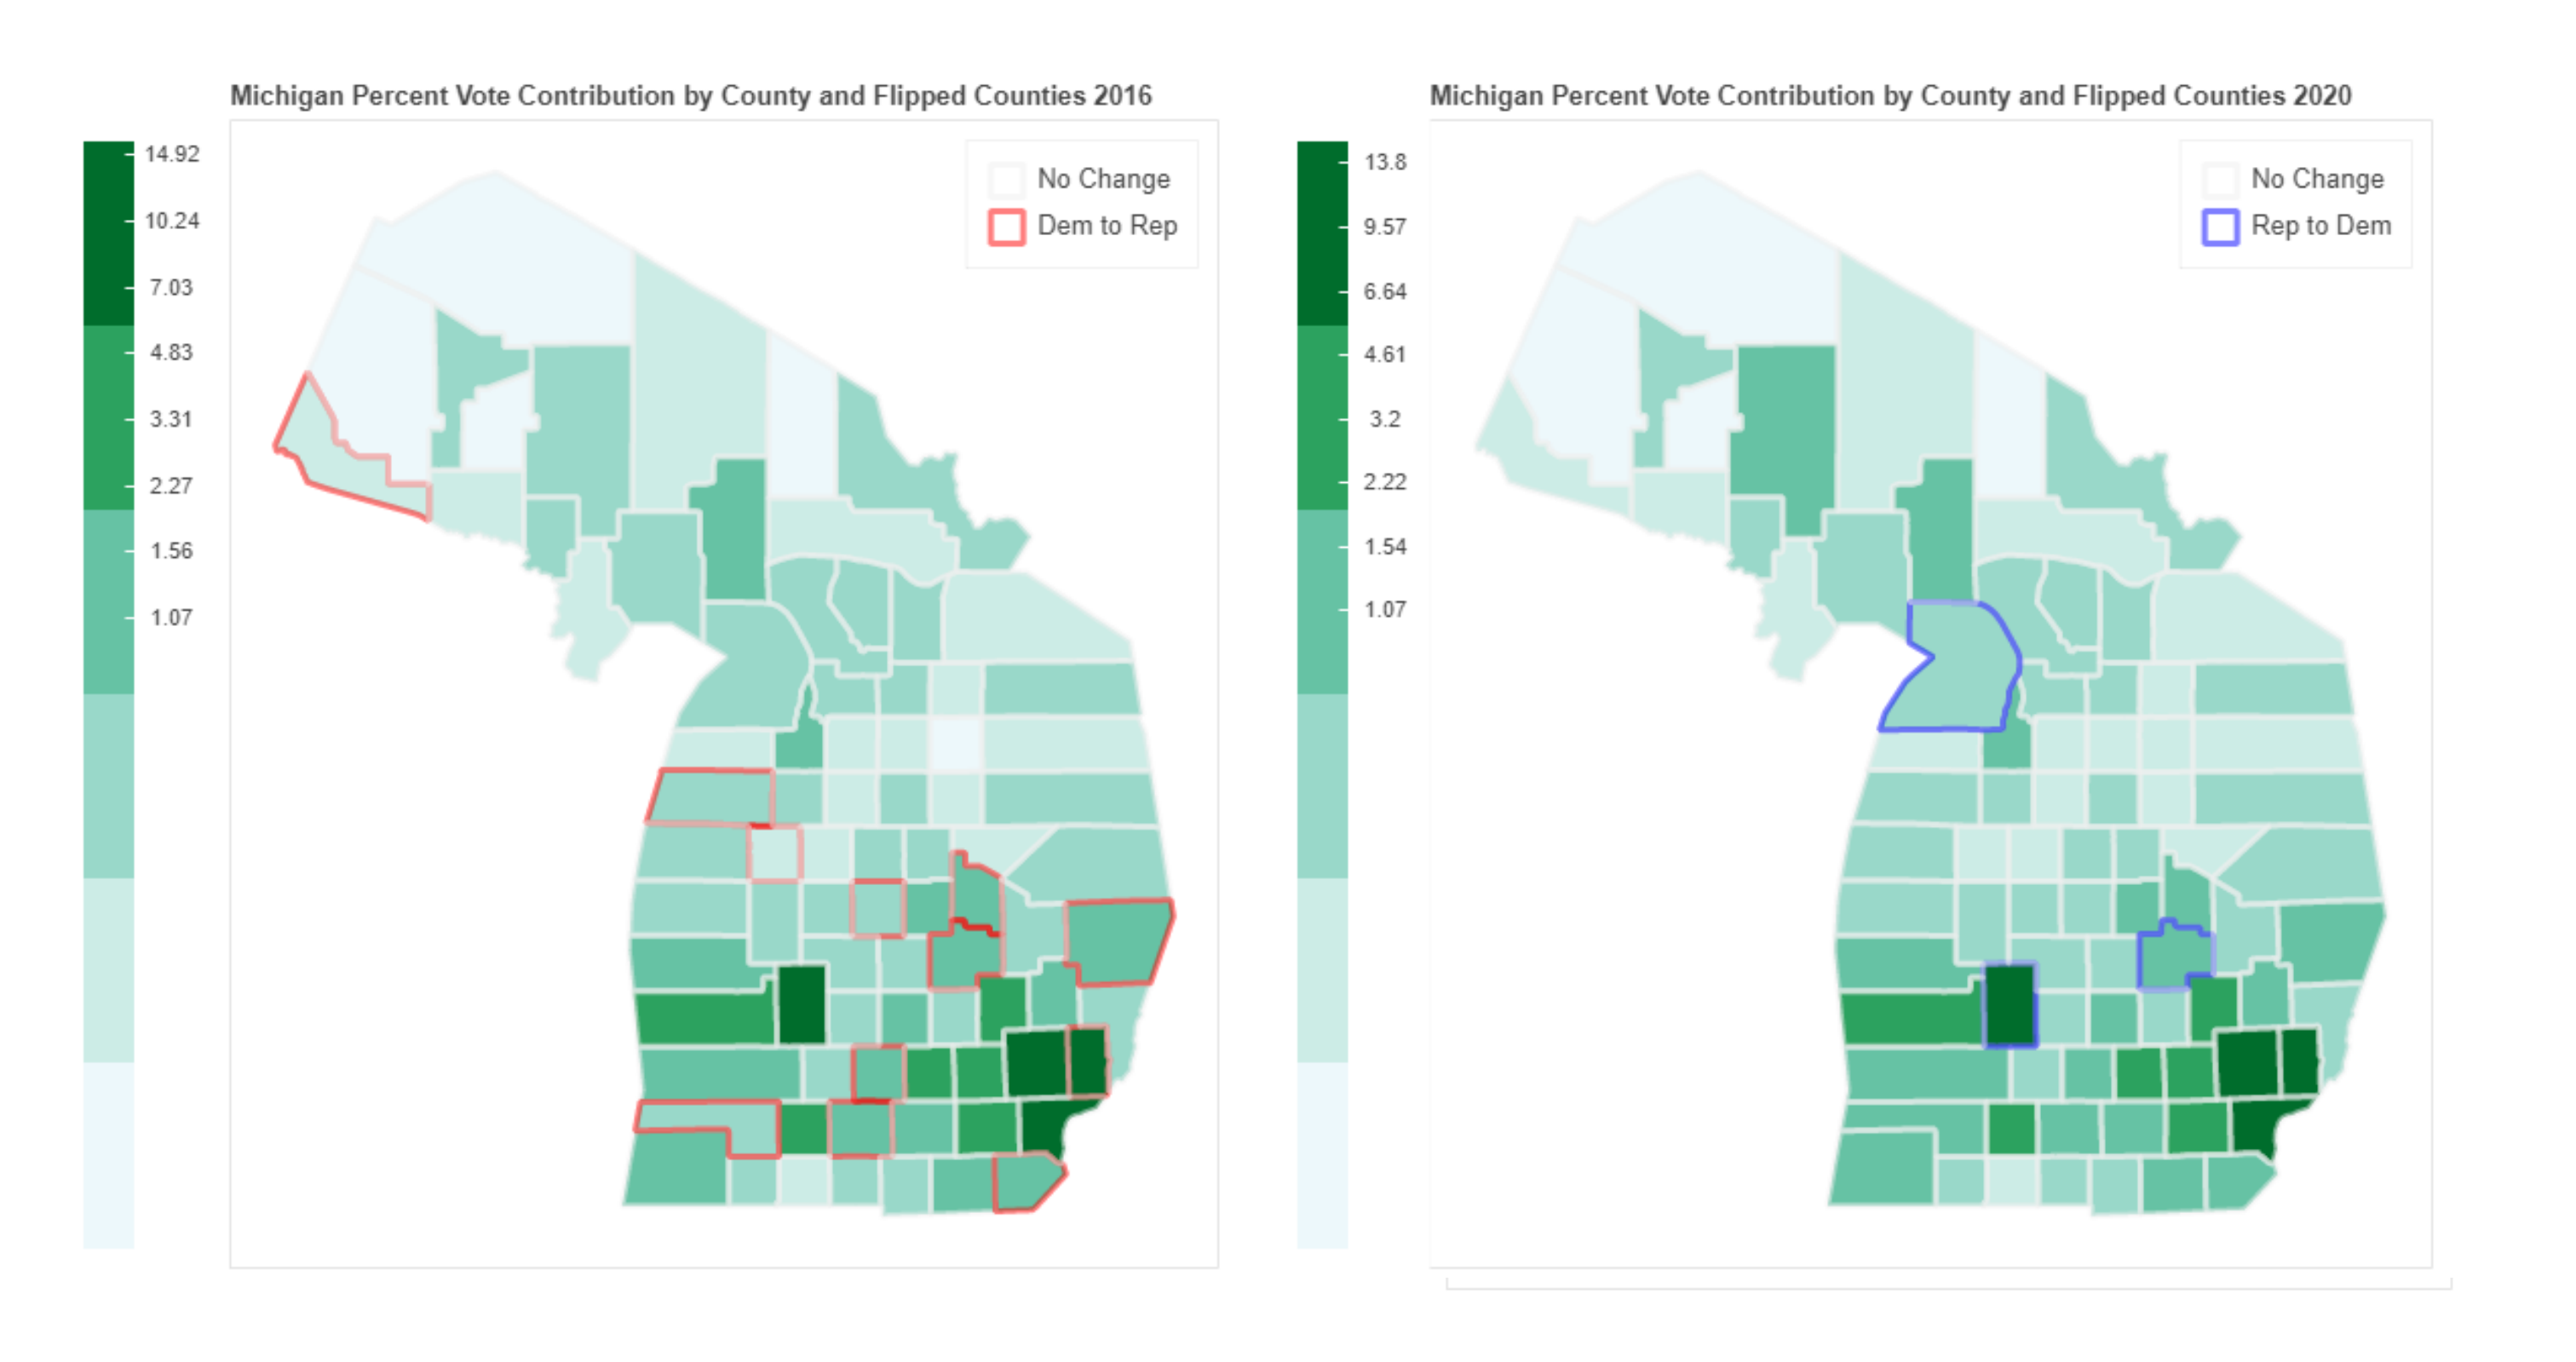 Michigan Percent Vote Contribution by County and Flipped Counties 2016
14.92
10.24
7.03
4.83
3.31
2.27
1.56
1.07
No Change
Dem to Rep
Michigan Percent Vote Contribution by County and Flipped Counties 2020
13.8
9.57
6.64
4.61
3.2
2.22
1.54
1.07
No Change
Rep to Dem